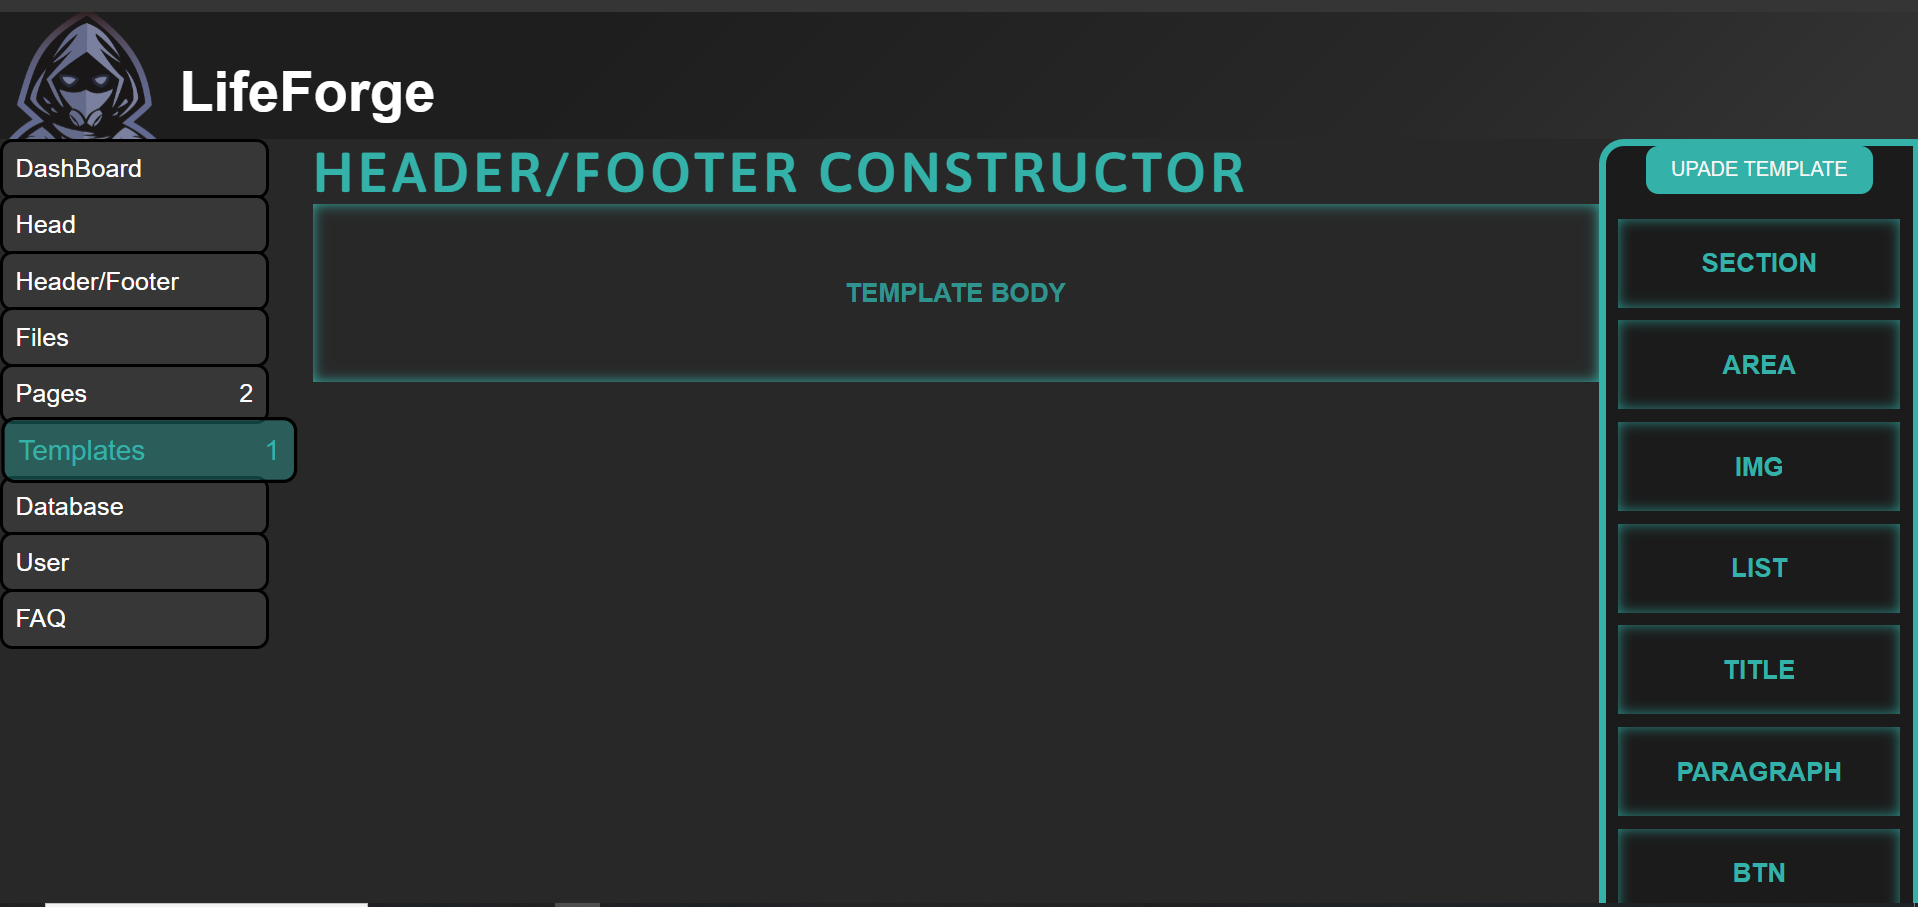 LifeForge
DashBoard
Head
Header/Footer
Files
Pages 2
Templates 1
Database
User
FAQ
HEADER/FOOTER CONSTRUCTOR
TEMPLATE BODY
UPADE TEMPLATE
SECTION
AREA
IMG
LIST
TITLE
PARAGRAPH
BTN